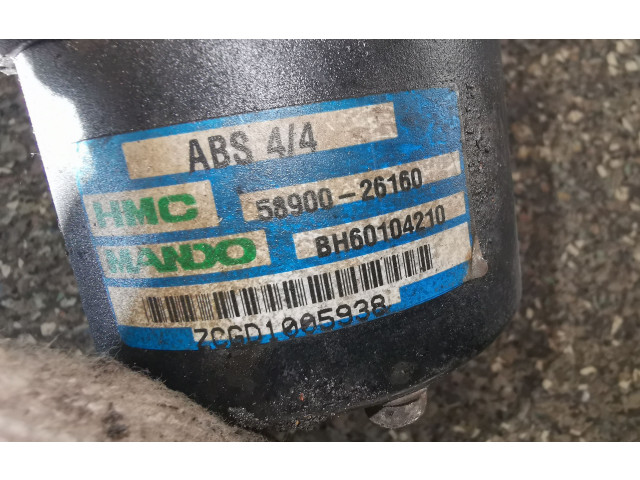 ABS 4/4
HMC 58900-26160
MANDO BH60104210
ZCGD1005938